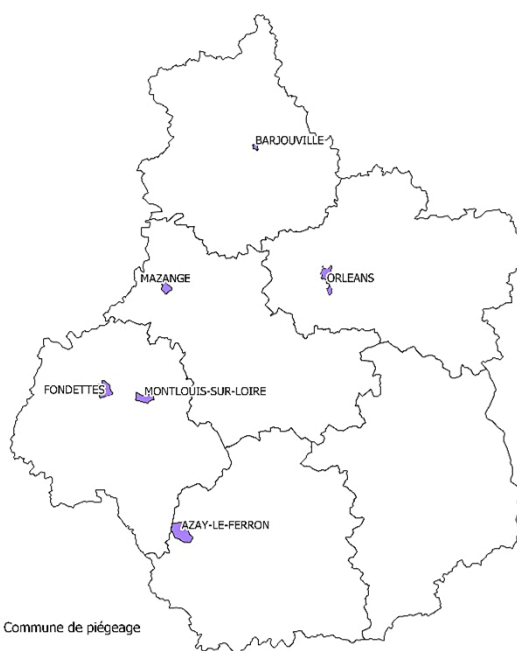 BARJOUVILLE
MAZANGE
ORLEANS
FONDETTES
MONTLOUIS-SUR-LOIRE
AZAY-LE-FERRON
Commune de piégeage